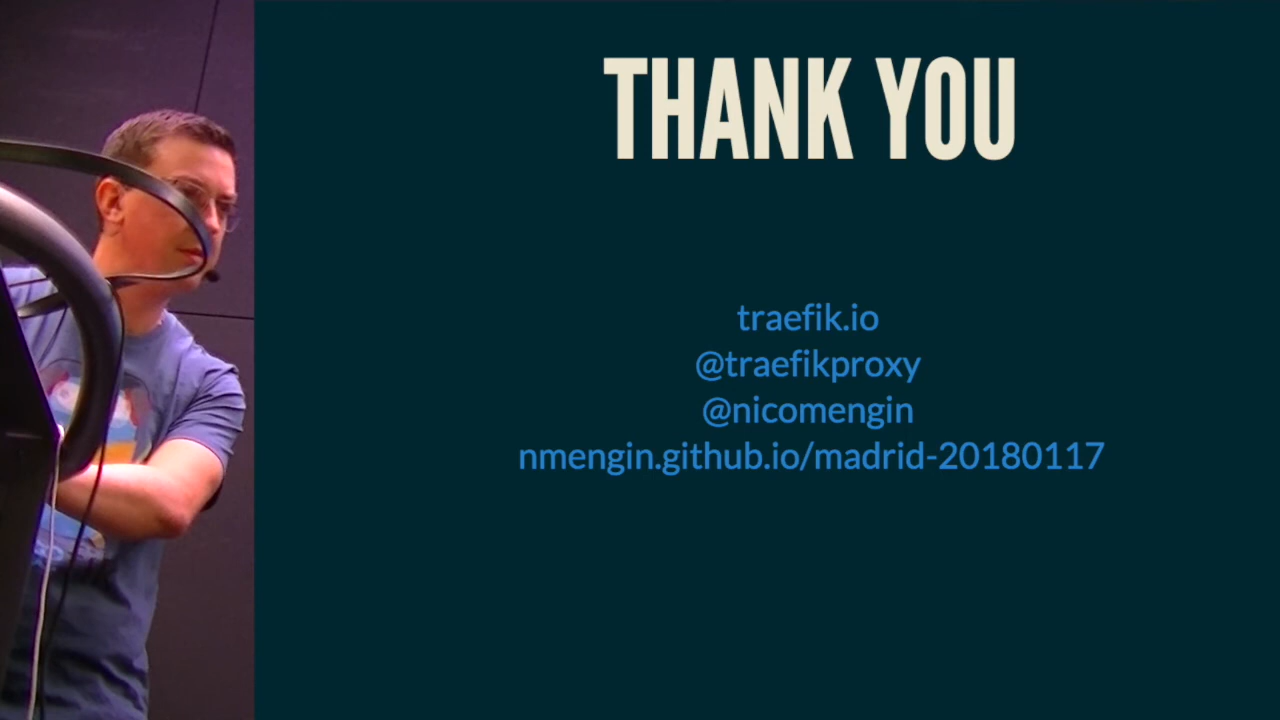 THANK YOU
traefik.io
@traefikproxy
@nicomengin
nmengin.github.io/madrid-20180117